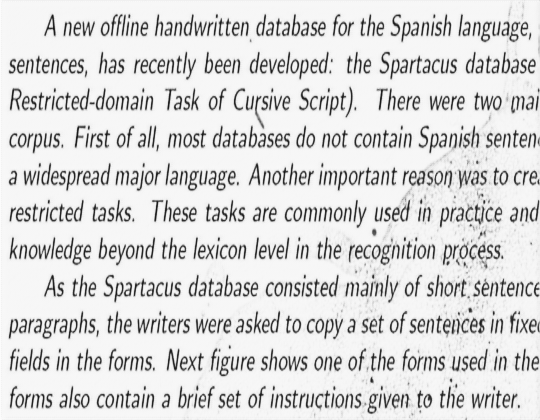 A new offline handwritten database for the Spanish language,
sentences, has recently been developed: the Spartacus database
Restricted-domain Task of Cursive Script). There were two mai
corpus. First of all, most databases do not contain Spanish senten
a widespread major language. Another important reason was to cre
restricted tasks. These tasks are commonly used in practice and
knowledge beyond the lexicon level in the recognition process.
As the Spartacus database consisted mainly of short sentence
paragraphs, the writers were asked to copy a set of sentences in fixe
fields in the forms. Next figure shows one of the forms used in the
forms also contain a brief set of instructions given to the writer.